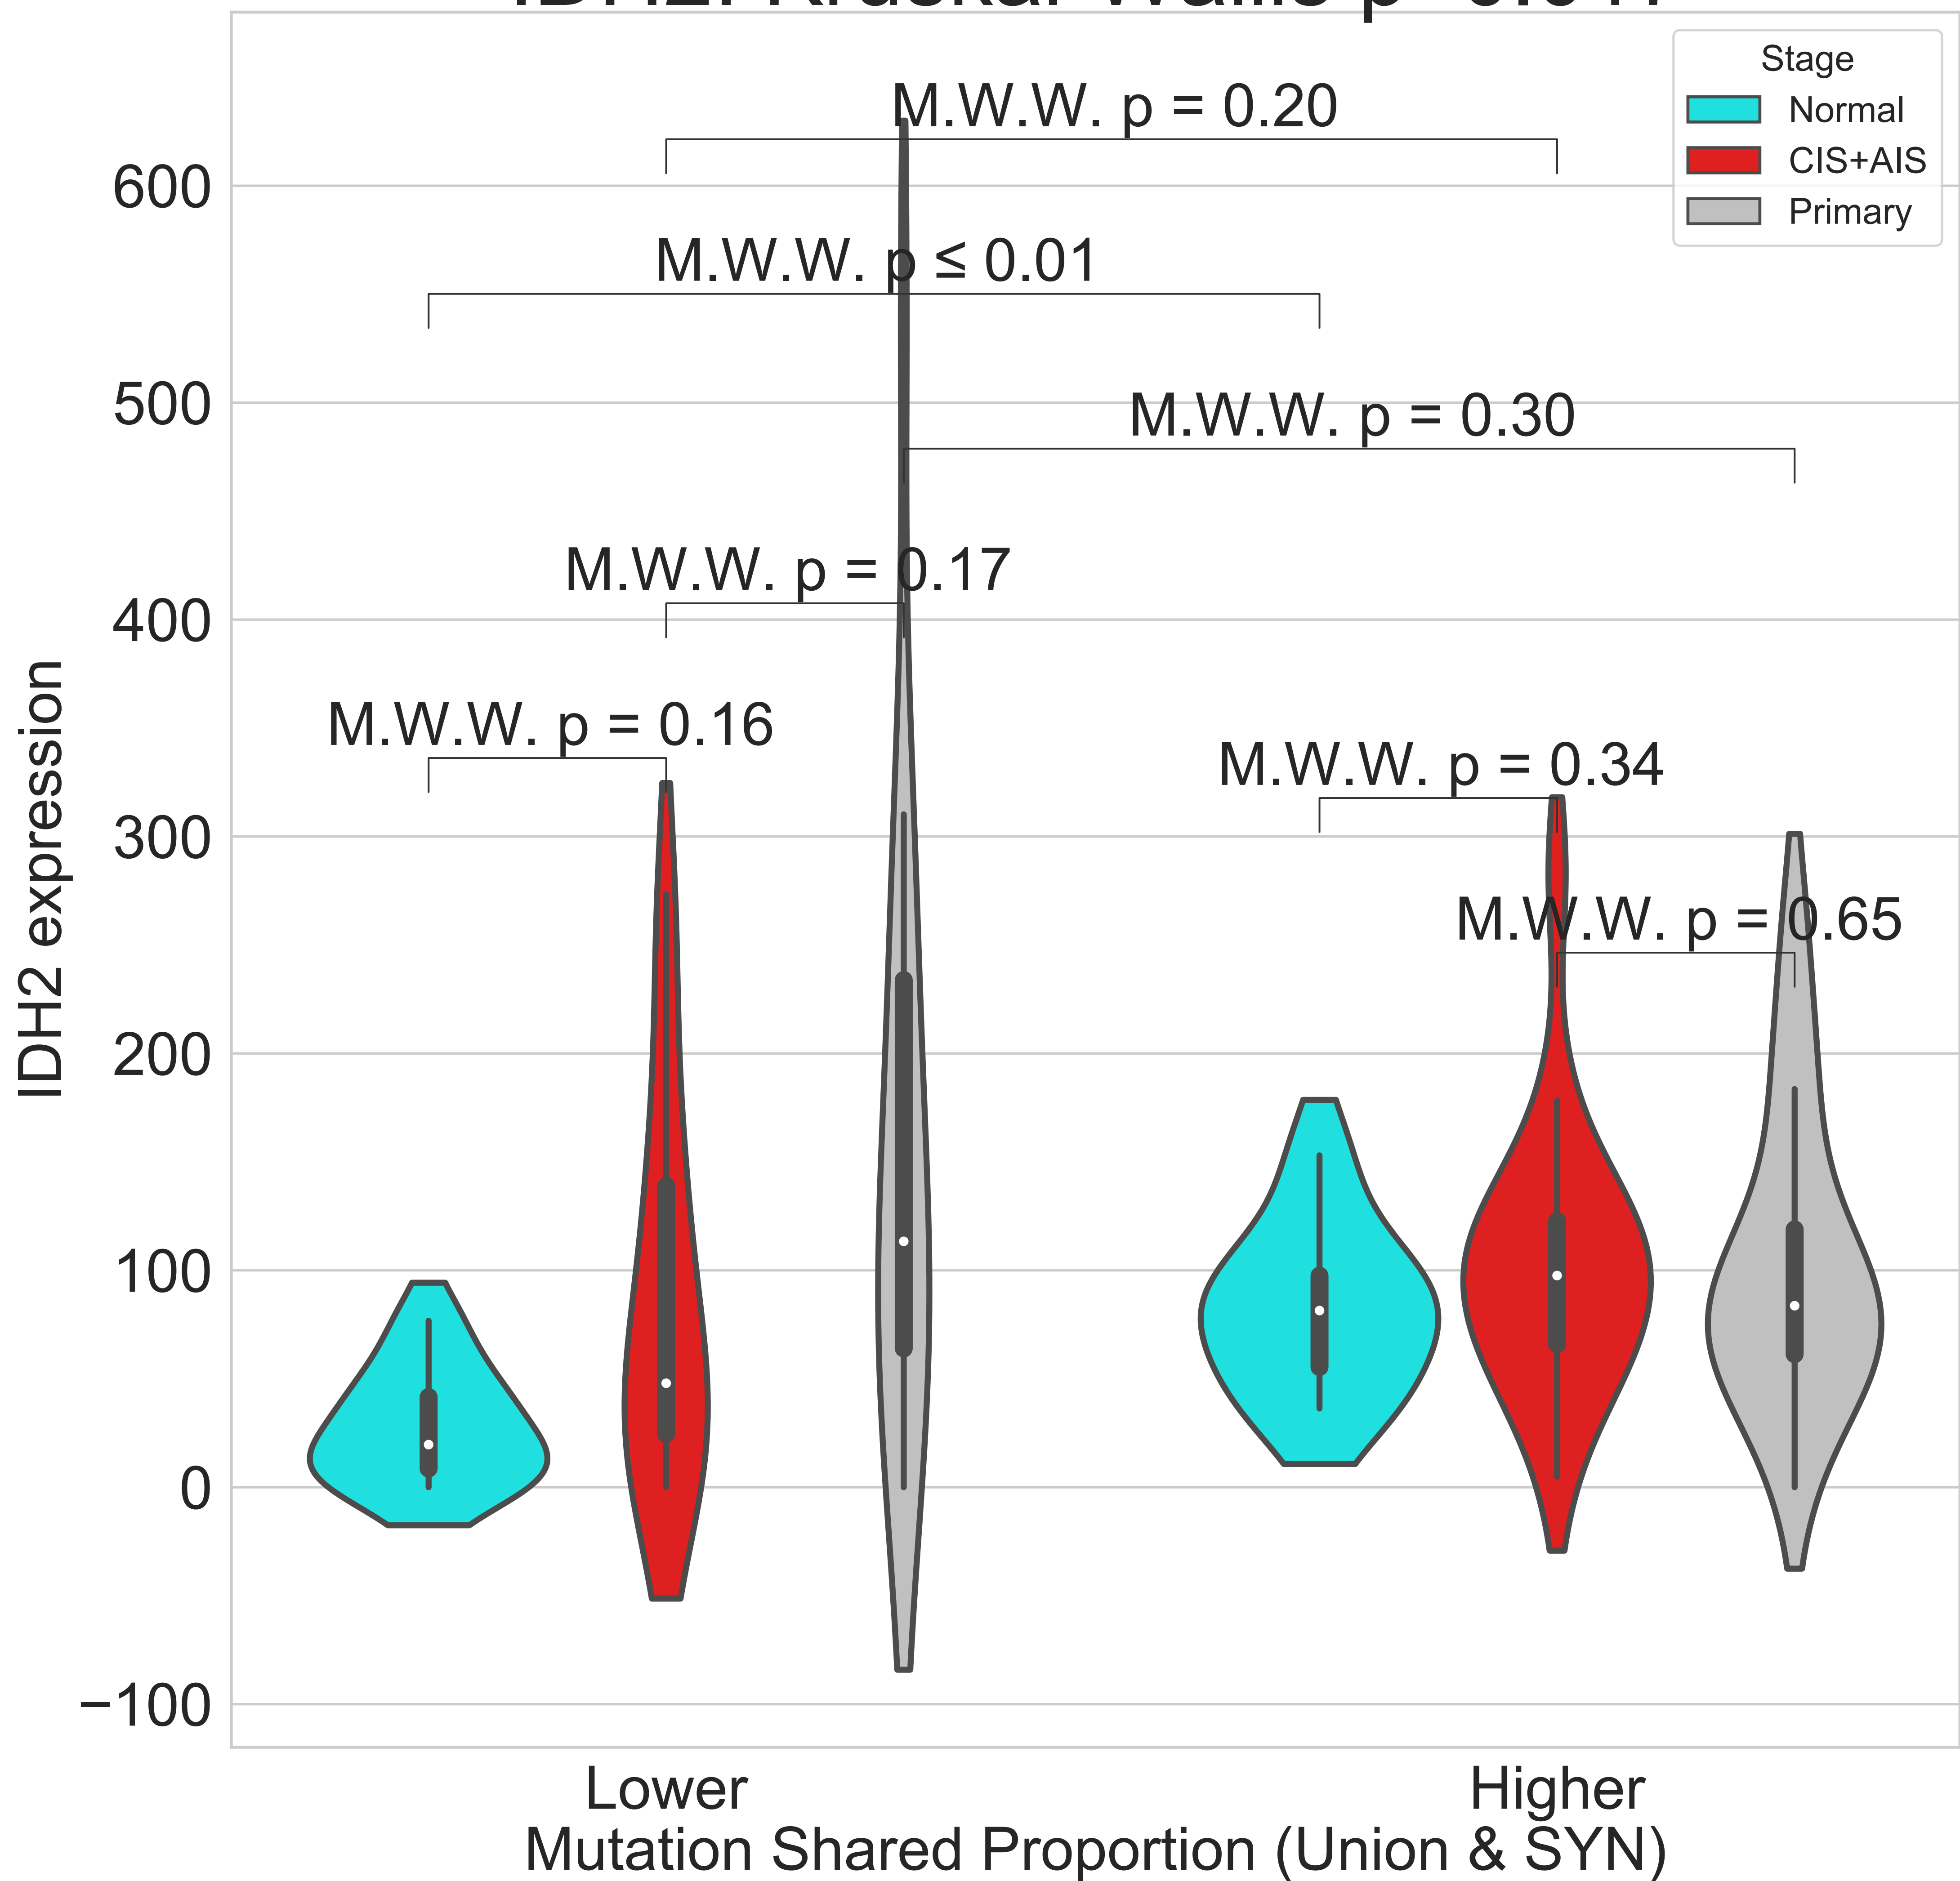 Stage
Normal
CIS+AIS
Primary
M.W.W. p = 0.20
M.W.W. p ≤ 0.01
M.W.W. p = 0.30
M.W.W. p = 0.17
M.W.W. p = 0.16
M.W.W. p = 0.34
M.W.W. p = 0.65
600
500
400
300
200
100
0
−100
IDH2 expression
Lower
Higher
Mutation Shared Proportion (Union & SYN)